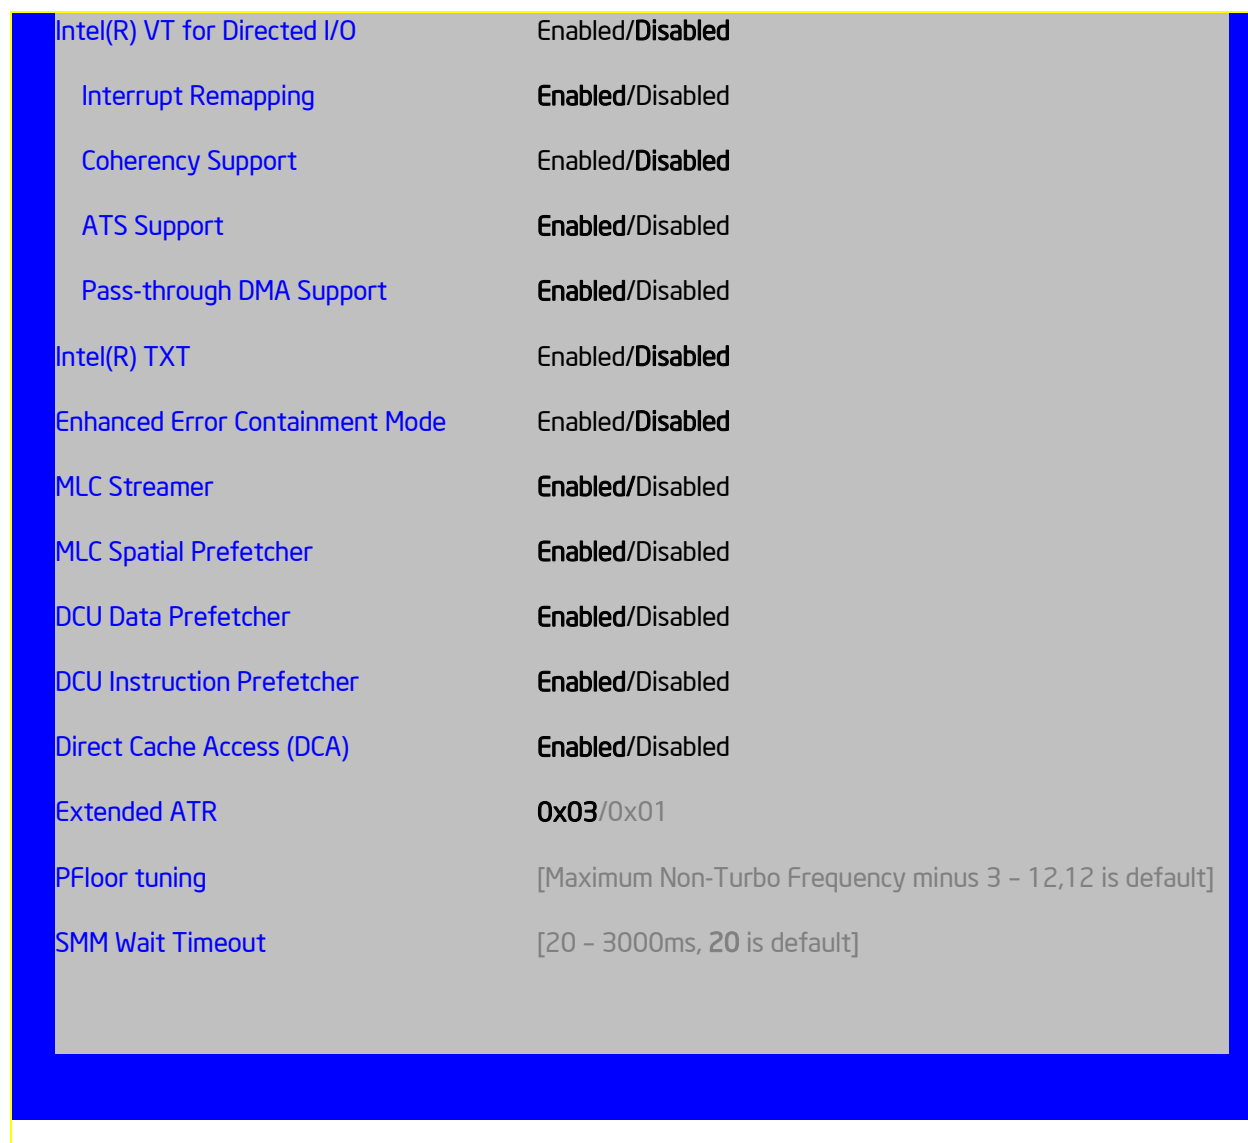 Intel(R) VT for Directed I/O Enabled/Disabled
Interrupt Remapping Enabled/Disabled
Coherency Support Enabled/Disabled
ATS Support Enabled/Disabled
Pass-through DMA Support Enabled/Disabled
Intel(R) TXT Enabled/Disabled
Enhanced Error Containment Mode Enabled/Disabled
MLC Streamer Enabled/Disabled
MLC Spatial Prefetcher Enabled/Disabled
DCU Data Prefetcher Enabled/Disabled
DCU Instruction Prefetcher Enabled/Disabled
Direct Cache Access (DCA) Enabled/Disabled
Extended ATR 0x03/0x01
PFloor tuning [Maximum Non-Turbo Frequency minus 3 – 12,12 is default]
SMM Wait Timeout [20 – 3000ms, 20 is default]